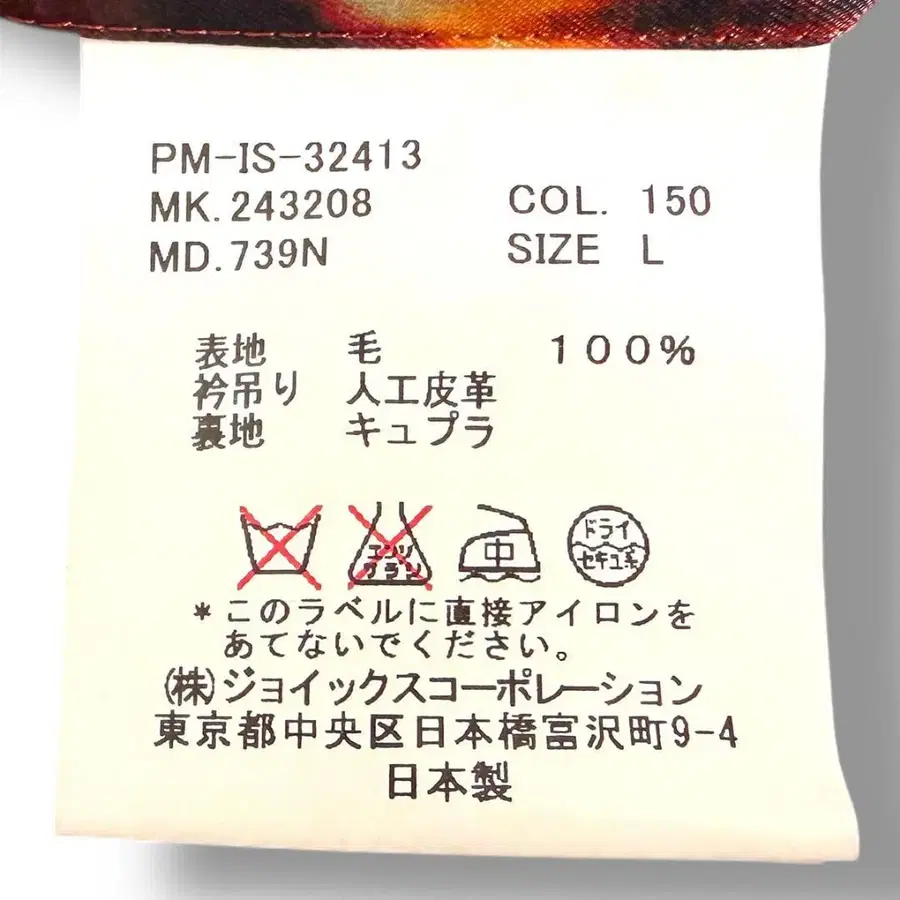 PM-IS-32413
MK.243208 COL. 150
MD.739N SIZE L
表地 毛 100%
衿吊り 人工皮革
裏地 キュプラ
エンソ
サラシ
中
ドライ
セキユ系
*このラベルに直接アイロンを
あてないでください。
(株)ジョイックスコーポレーション
東京都中央区日本橋富沢町9-4
日本製